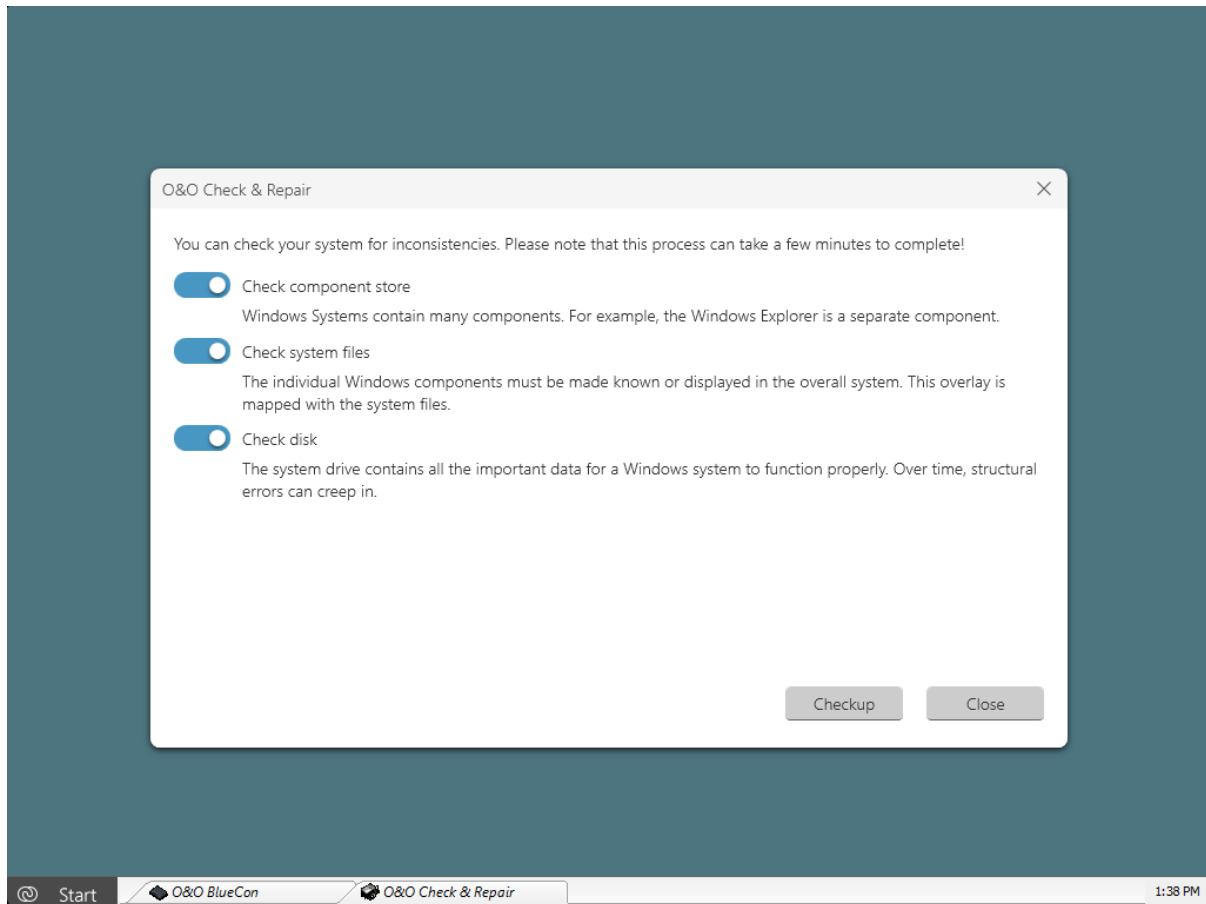 O&O Check & Repair
You can check your system for inconsistencies. Please note that this process can take a few minutes to complete!
Check component store
Windows Systems contain many components. For example, the Windows Explorer is a separate component.
Check system files
The individual Windows components must be made known or displayed in the overall system. This overlay is
mapped with the system files.
Check disk
The system drive contains all the important data for a Windows system to function properly. Over time, structural
errors can creep in.
Checkup
Close
Start
O&O BlueCon
O&O Check & Repair
1:38 PM